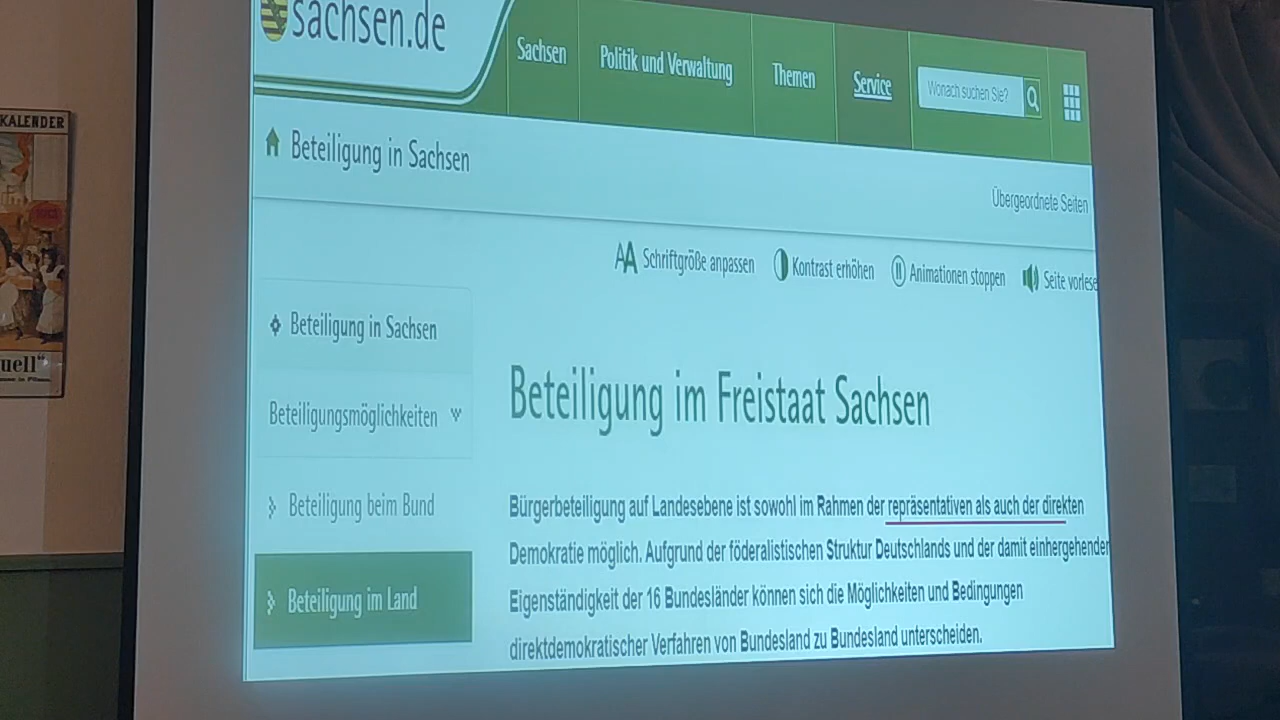 sachsen.de
Sachsen
Politik und Verwaltung
Themen
Service
Wonach suchen Sie?
KALENDER
Beteiligung in Sachsen
Übergeordnete Seiten
AA Schriftgröße anpassen
Kontrast erhöhen
Animationen stoppen
Seite vorlese
Beteiligung in Sachsen
Beteiligungsmöglichkeiten
Beteiligung beim Bund
Beteiligung im Land
uell"
Beteiligung im Freistaat Sachsen
Bürgerbeteiligung auf Landesebene ist sowohl im Rahmen der repräsentativen als auch der direkten
Demokratie möglich. Aufgrund der föderalistischen Struktur Deutschlands und der damit einhergehenden
Eigenständigkeit der 16 Bundesländer können sich die Möglichkeiten und Bedingungen
direktdemokratischer Verfahren von Bundesland zu Bundesland unterscheiden.